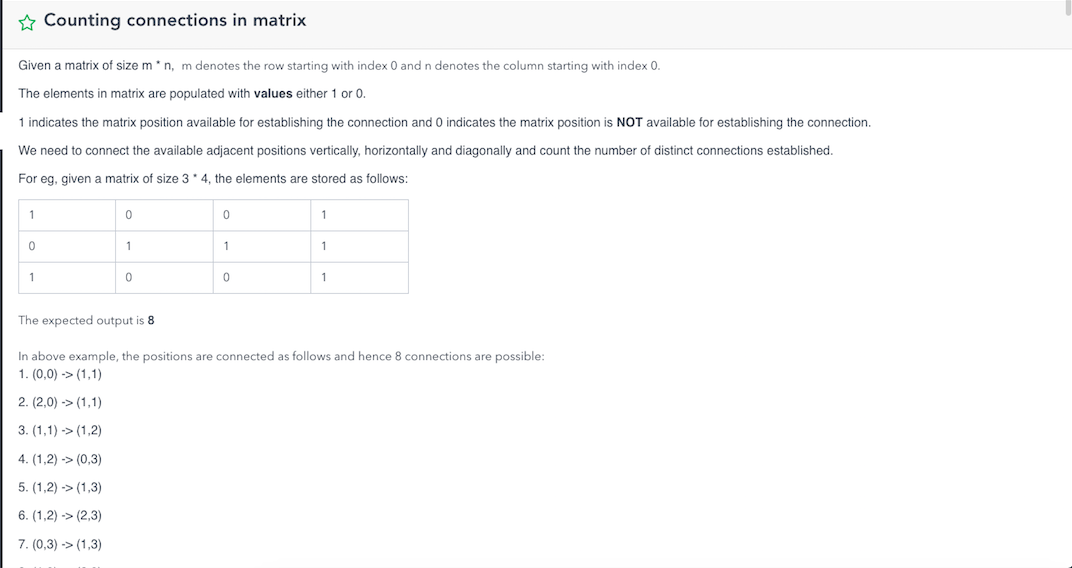 Counting connections in matrix
Given a matrix of size m * n, m denotes the row starting with index 0 and n denotes the column starting with index 0.
The elements in matrix are populated with values either 1 or 0.
1 indicates the matrix position available for establishing the connection and 0 indicates the matrix position is NOT available for establishing the connection.
We need to connect the available adjacent positions vertically, horizontally and diagonally and count the number of distinct connections established.
For eg, given a matrix of size 3 * 4, the elements are stored as follows:
1 0 0 1
0 1 1 1
1 0 0 1
The expected output is 8
In above example, the positions are connected as follows and hence 8 connections are possible:
1. (0,0) -> (1,1)
2. (2,0) -> (1,1)
3. (1,1) -> (1,2)
4. (1,2) -> (0,3)
5. (1,2) -> (1,3)
6. (1,2) -> (2,3)
7. (0,3) -> (1,3)